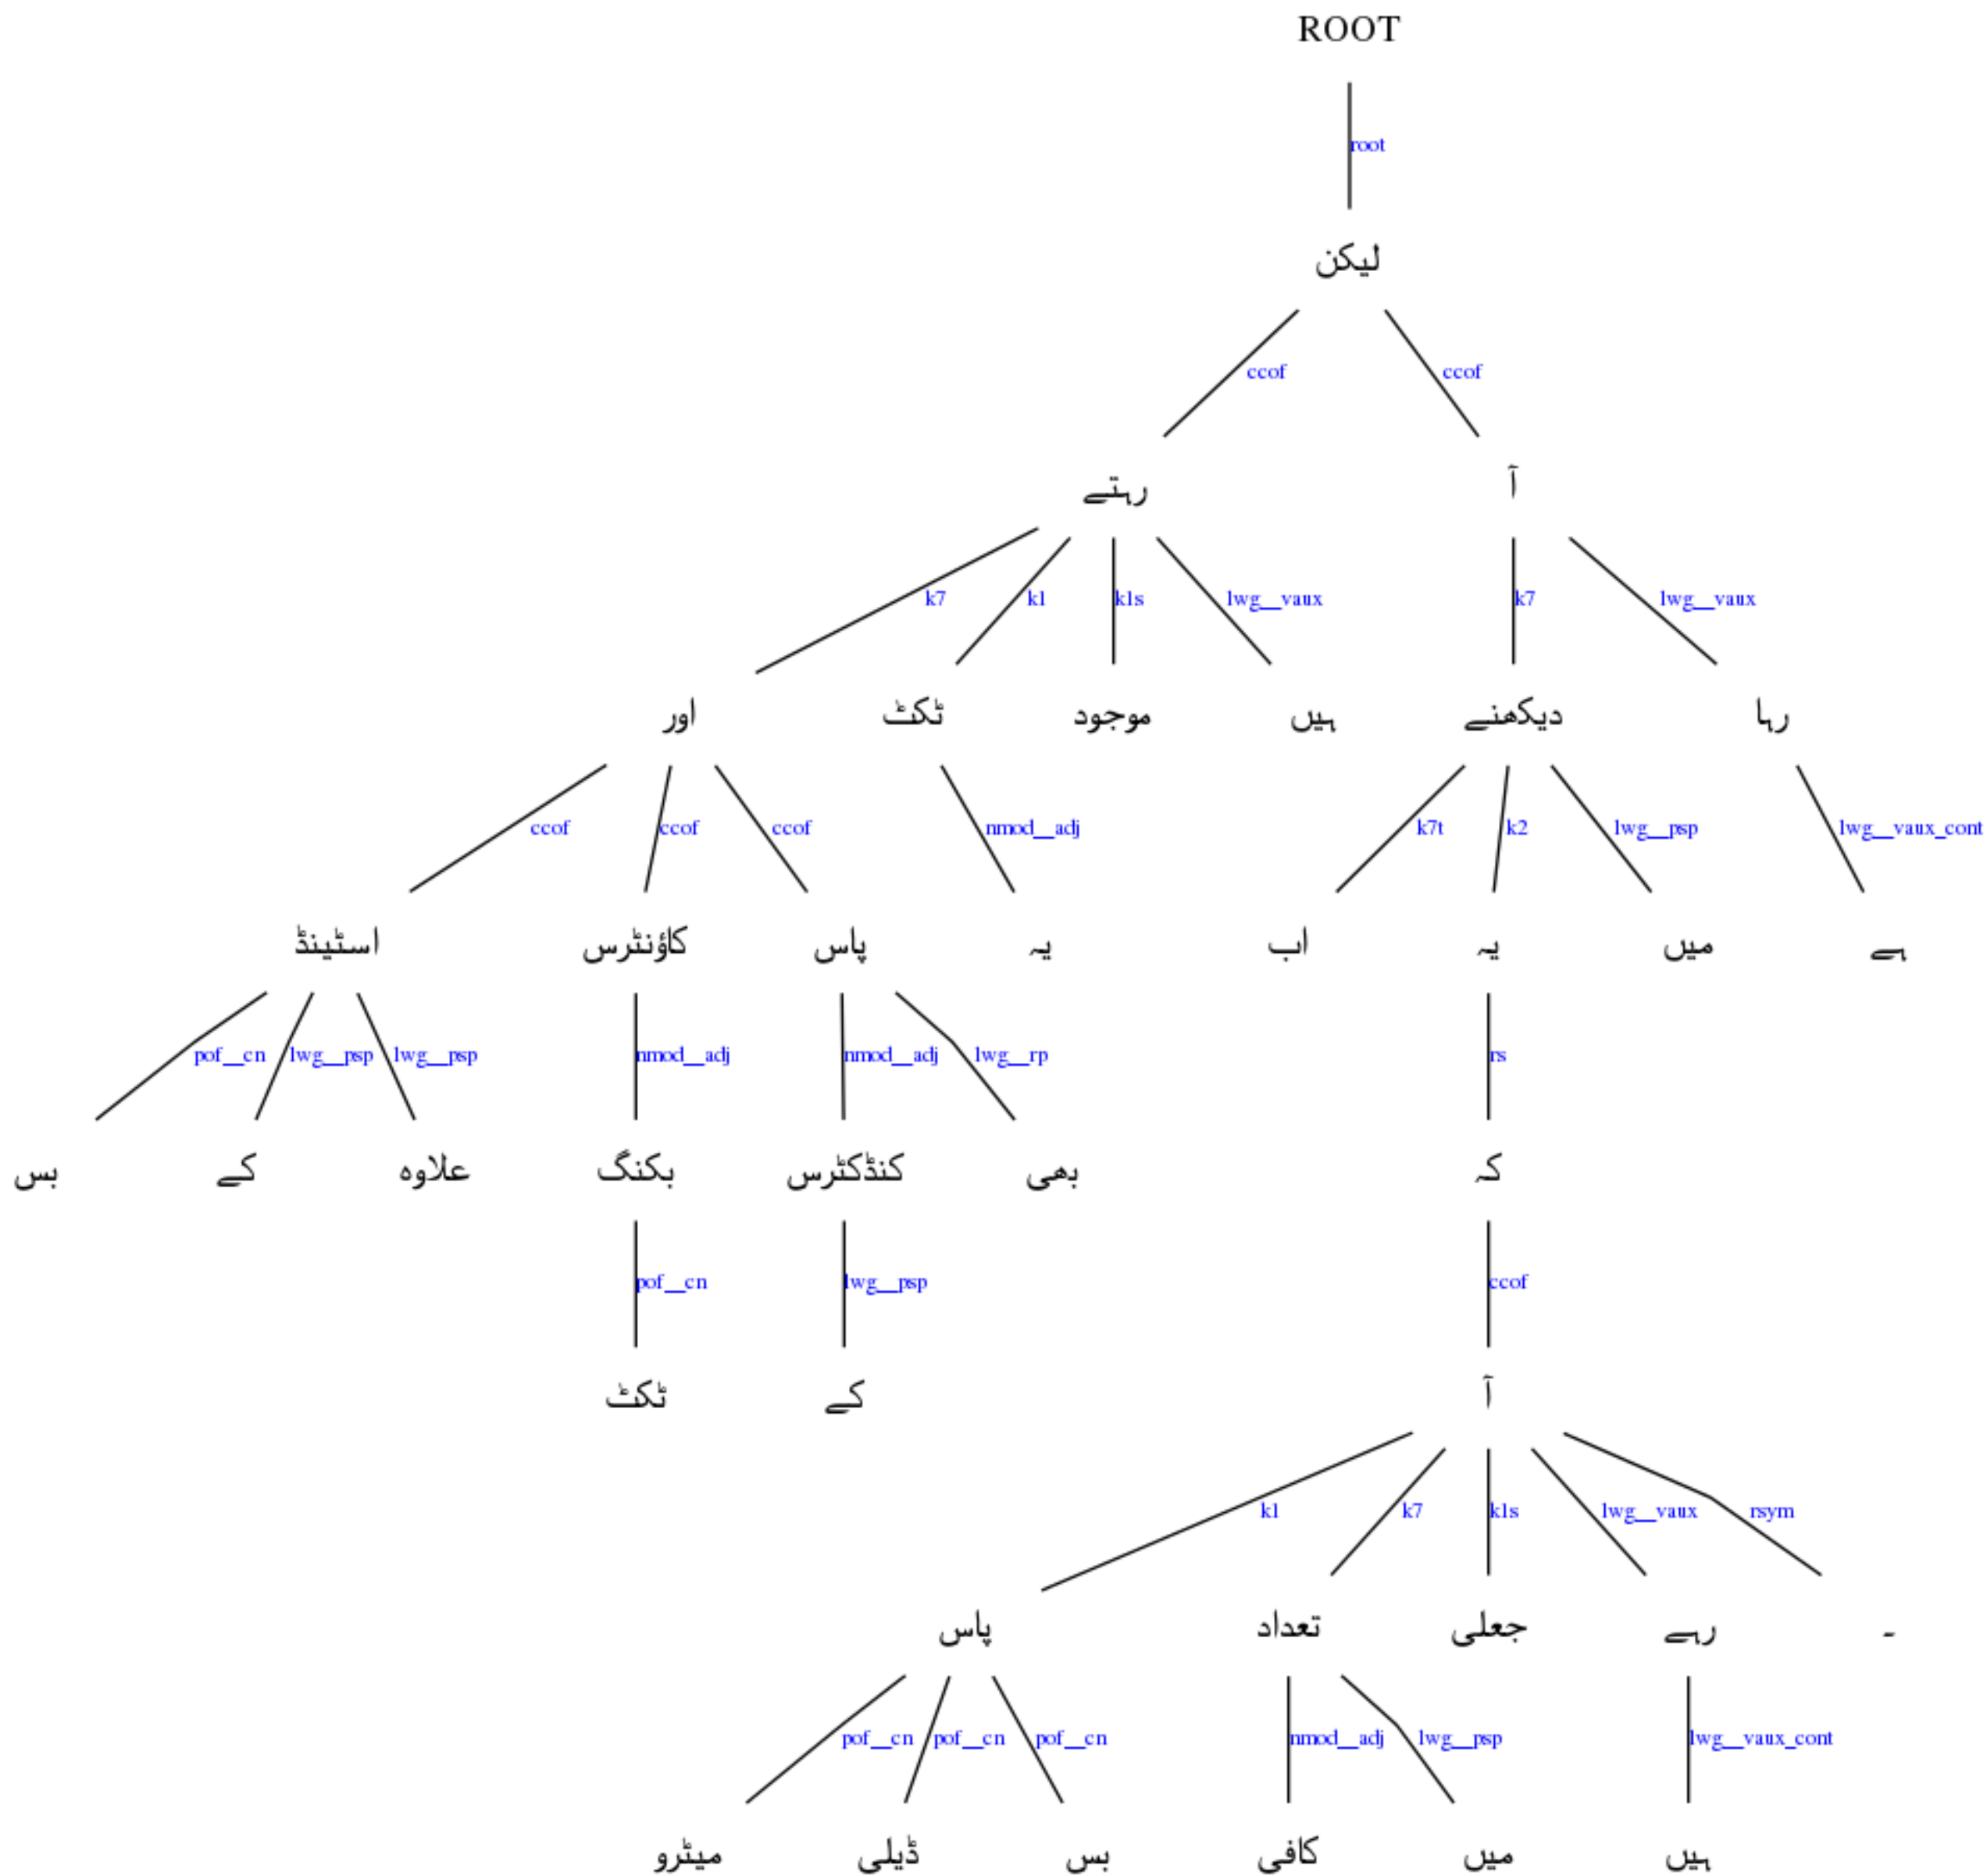 ROOT
root
لیکن
ccof ccof
رہتے آ
k7 k1 k1s lwg__vaux k7 lwg__vaux
اور ٹکٹ موجود ہیں دیکھنے رہا
ccof ccof ccof nmod__adj k7t k2 lwg__psp lwg__vaux_cont
اسٹینڈ کاؤنٹرس پاس یہ اب یہ میں ہے
pof__cn lwg__psp lwg__psp nmod__adj nmod__adj lwg__rp rs
بس کے علاوہ بکنگ کنڈکٹرس بھی کہ
pof__cn lwg__psp ccof
ٹکٹ کے آ
k1 k7 k1s lwg__vaux rsym
پاس تعداد جعلی رہے ۔
pof__cn pof__cn pof__cn nmod__adj lwg__psp lwg__vaux_cont
میٹرو ڈیلی بس کافی میں ہیں